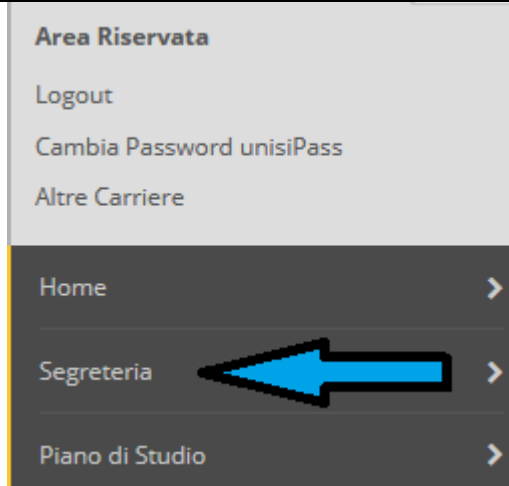 Area Riservata
Logout
Cambia Password unisiPass
Altre Carriere
Home
Segreteria
Piano di Studio